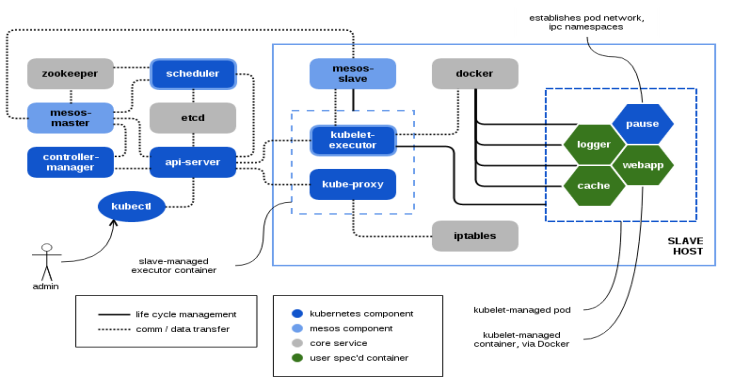 establishes pod network,
ipc namespaces
zookeeper
scheduler
mesos-
slave
docker
mesos-
master
etcd
pause
kubelet-
executor
logger
controller-
manager
api-server
webapp
kube-proxy
cache
kubectl
iptables
SLAVE
HOST
slave-managed
executor container
admin
kubelet-managed pod
life cycle management
comm / data transfer
kubernetes component
mesos component
core service
user spec'd container
kubelet-managed
container, via Docker